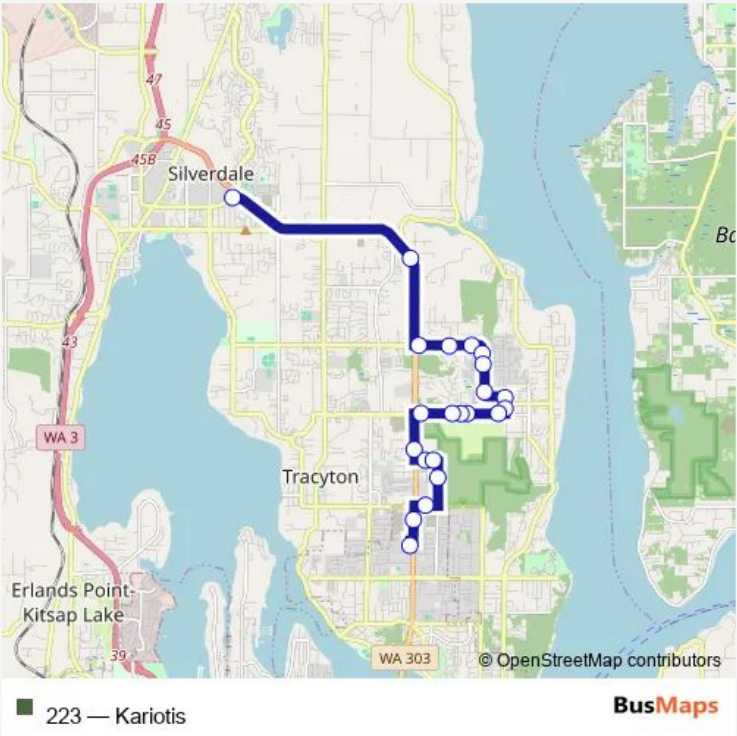 47
45
45B
Silverdale
Ba
43
WA 3
Tracyton
Erlands Point-
Kitsap Lake
39
WA 303
© OpenStreetMap contributors
223 — Kariotis
BusMaps